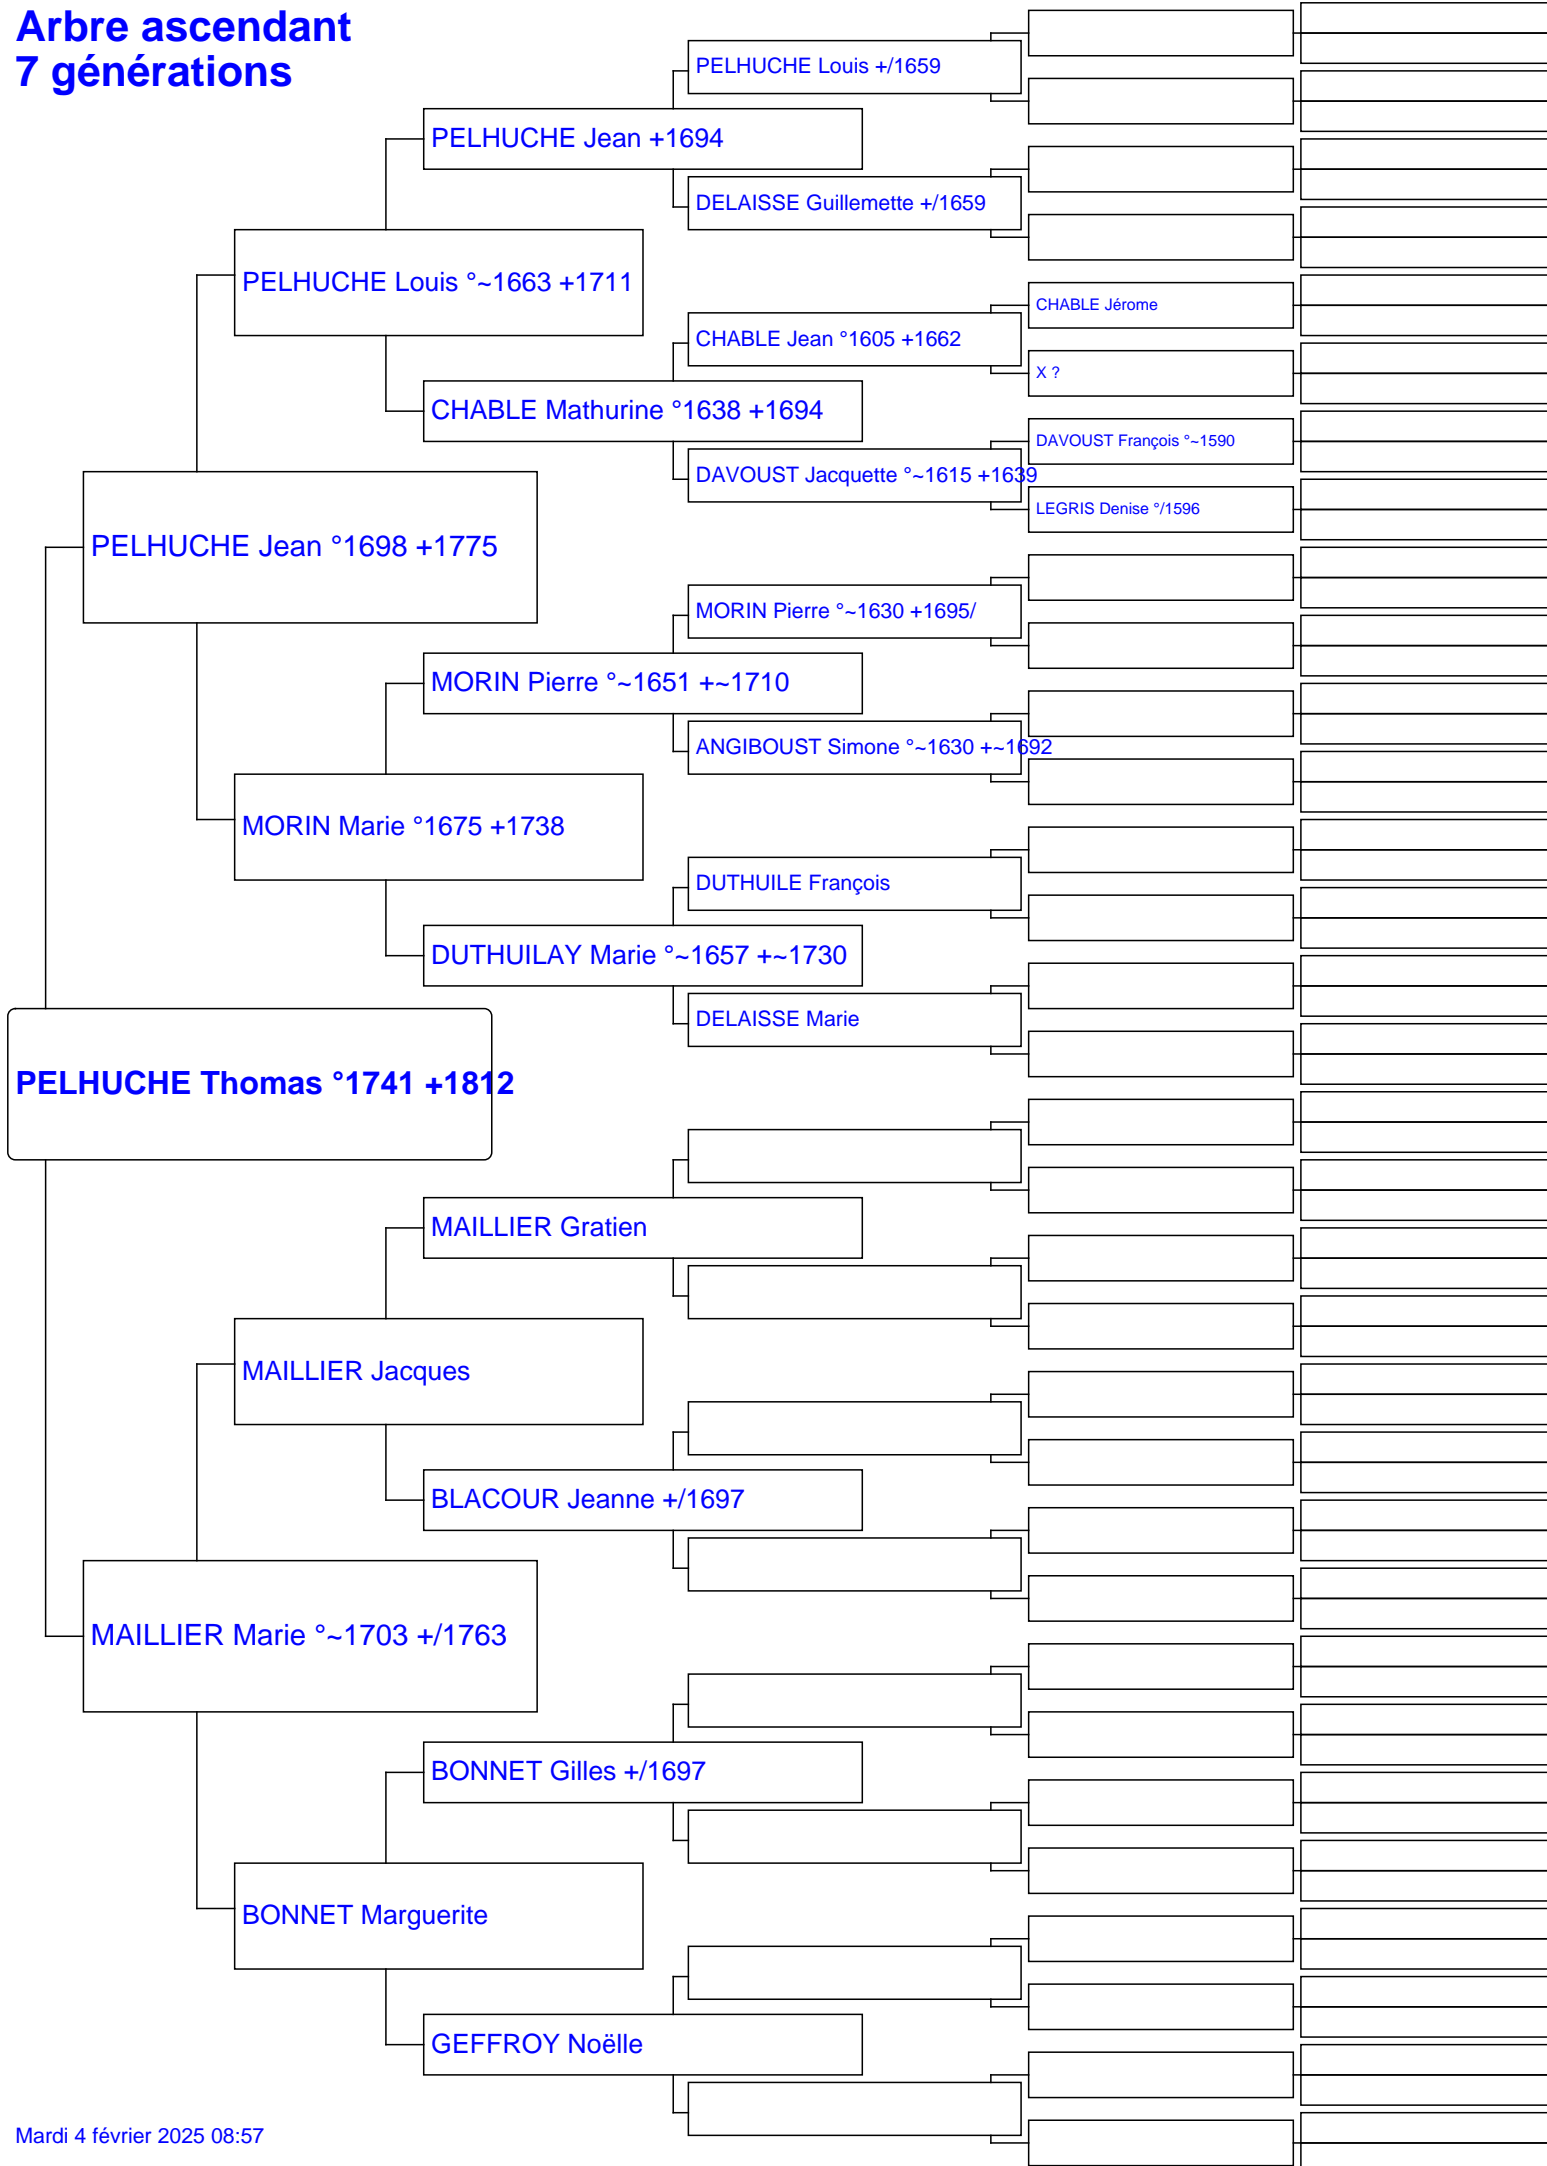 Arbre ascendant
7 générations
PELHUCHE Louis +/1659
PELHUCHE Jean +1694
DELAISSE Guillemette +/1659
PELHUCHE Louis °~1663 +1711
CHABLE Jérome
CHABLE Jean °1605 +1662
X ?
CHABLE Mathurine °1638 +1694
DAVOUST François °~1590
DAVOUST Jacquette °~1615 +1639
LEGRIS Denise °/1596
PELHUCHE Jean °1698 +1775
MORIN Pierre °~1630 +1695/
MORIN Pierre °~1651 +~1710
ANGIBOUST Simone °~1630 +~1692
MORIN Marie °1675 +1738
DUTHUILE François
DUTHUILAY Marie °~1657 +~1730
DELAISSE Marie
PELHUCHE Thomas °1741 +1812
MAILLIER Gratien
MAILLIER Jacques
BLACOUR Jeanne +/1697
MAILLIER Marie °~1703 +/1763
BONNET Gilles +/1697
BONNET Marguerite
GEFFROY Noëlle
Mardi 4 février 2025 08:57